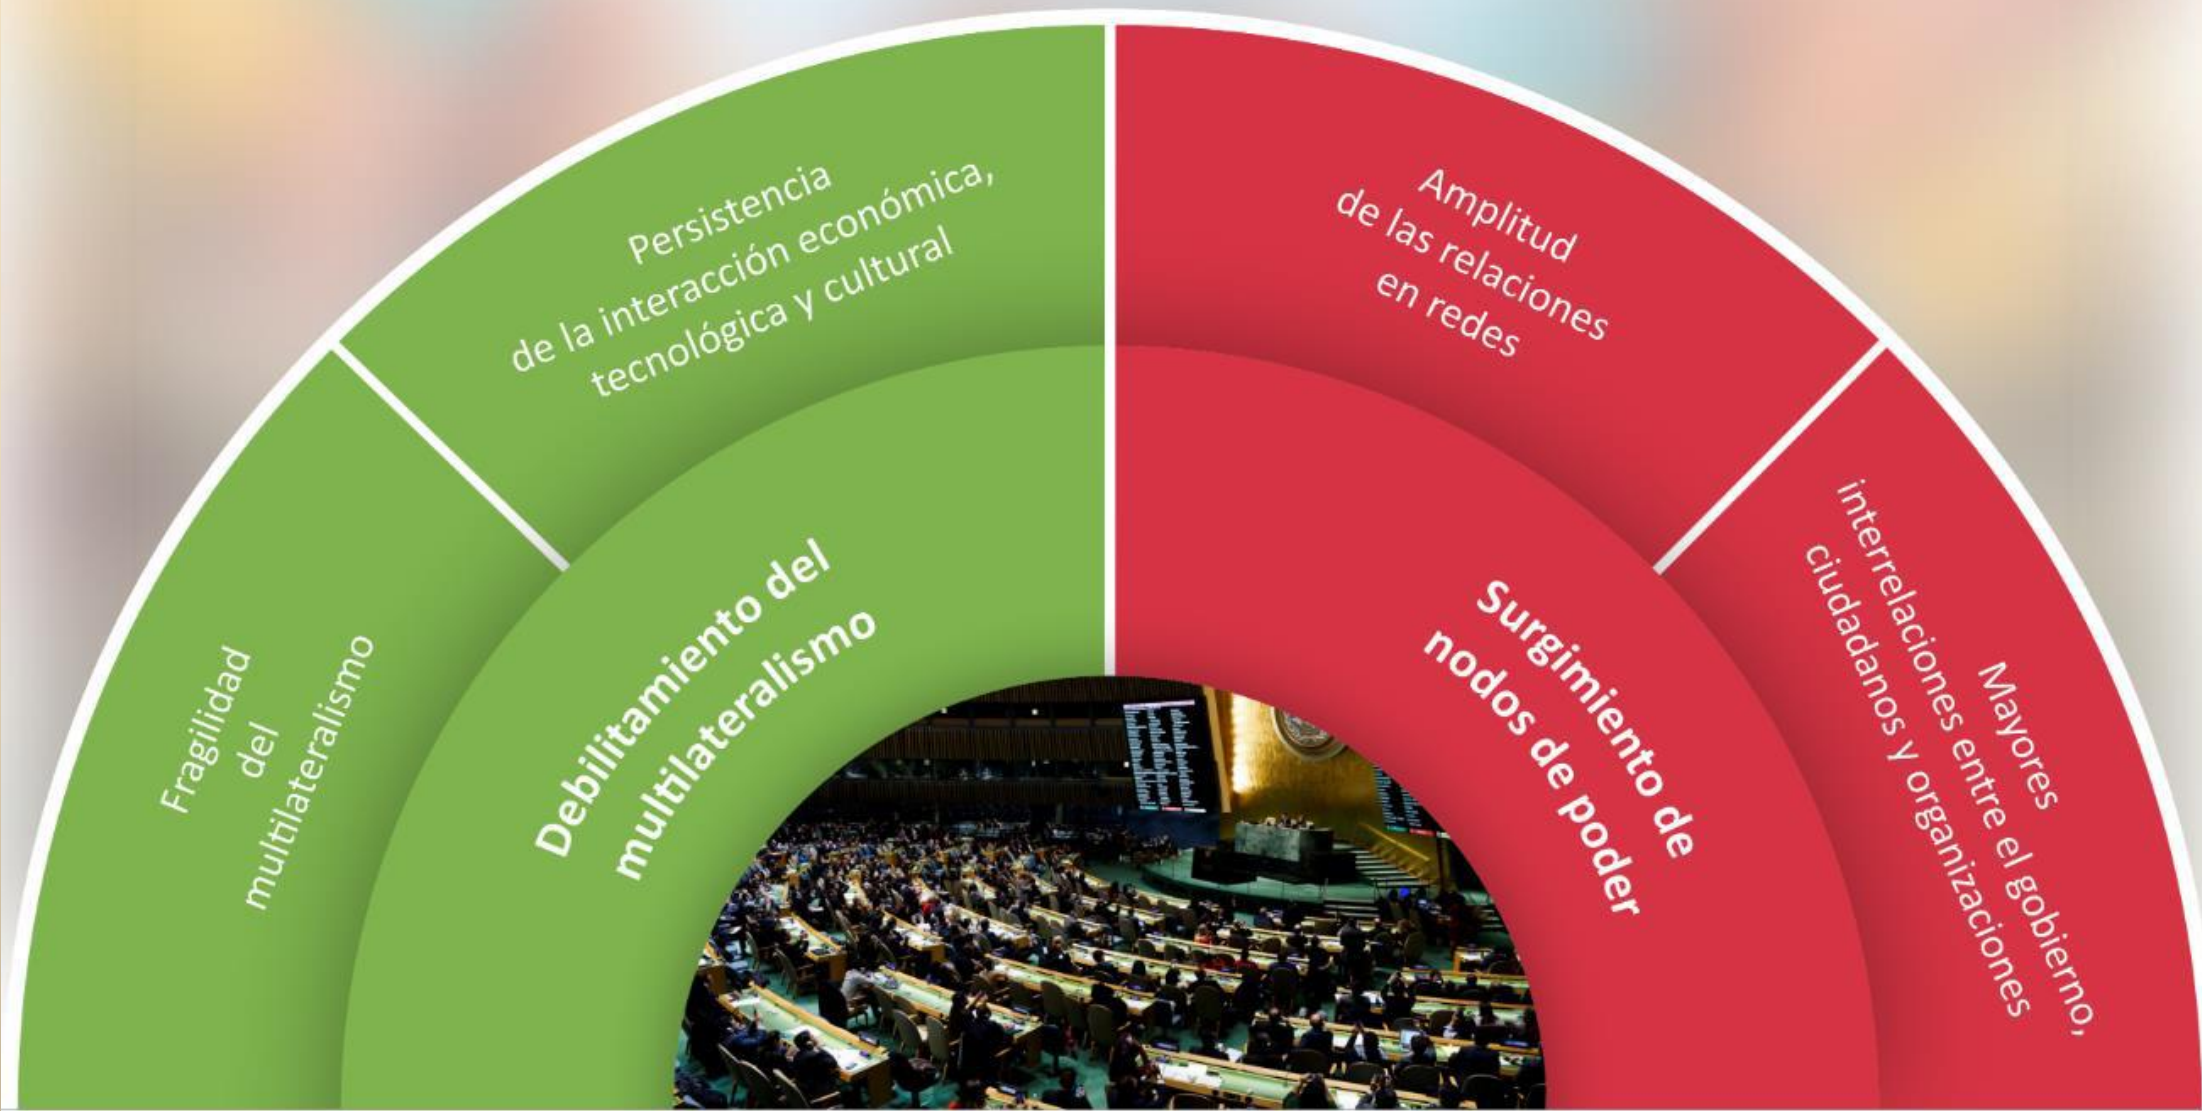 Persistencia
de la interacción económica,
tecnológica y cultural
Amplitud
de las relaciones
en redes
Fragilidad
del
multilateralismo
Debilitamiento del
multilateralismo
Surgimiento de
nodos de poder
Mayores
interrelaciones entre el gobierno,
ciudadanos y organizaciones